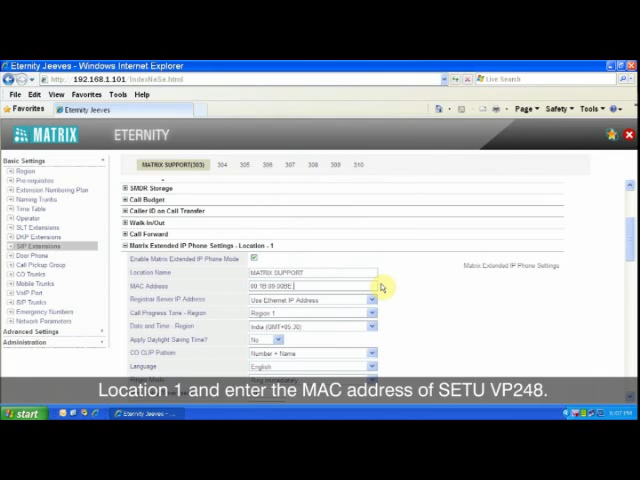 Eternity Jeeves - Windows Internet Explorer
http://192.168.1.101/IndexNeSe.html
Live Search
File Edit View Favorites Tools Help
Favorites Eternity Jeeves
Page Safety Tools
MATRIX ETERNITY
Basic Settings
Region
Pre-requisites
Extension Numbering Plan
Naming Trunks
Time Table
Operator
SLT Extensions
DKP Extensions
SIP Extensions
Door Phone
Call Pickup Group
CO Trunks
Mobile Trunks
VoIP Port
SIP Trunks
Emergency Numbers
Network Parameters
Advanced Settings
Administration
MATRIX SUPPORT(303) 304 305 306 307 308 309 310
SMDR Storage
Call Budget
Caller ID on Call Transfer
Walk-In/Out
Call Forward
Matrix Extended IP Phone Settings - Location - 1
Enable Matrix Extended IP Phone Mode
Matrix Extended IP Phone Settings
Location Name MATRIX SUPPORT
MAC Address
Registrar Server IP Address Use Ethernet IP Address
Call Progress Tone - Region Region 1
Date and Time - Region India (GMT+05:30)
Apply Daylight Saving Time? No
CO CLIP Pattern Number + Name
Language English
Location 1 and enter the MAC address of SETU VP248.
start Eternity Jeeves - ... 6:07 PM